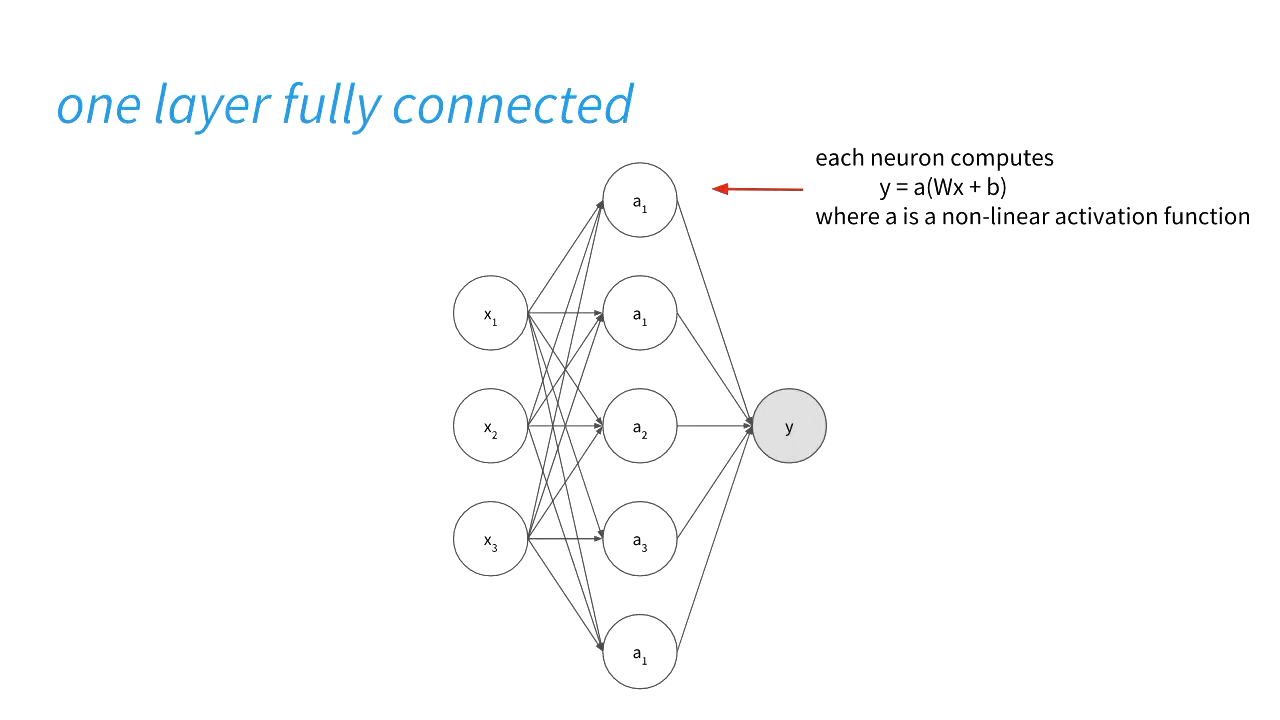 one layer fully connected
each neuron computes
y = a(Wx + b)
where a is a non-linear activation function
a₁
x₁
a₁
x₂
a₂
y
x₃
a₃
a₁